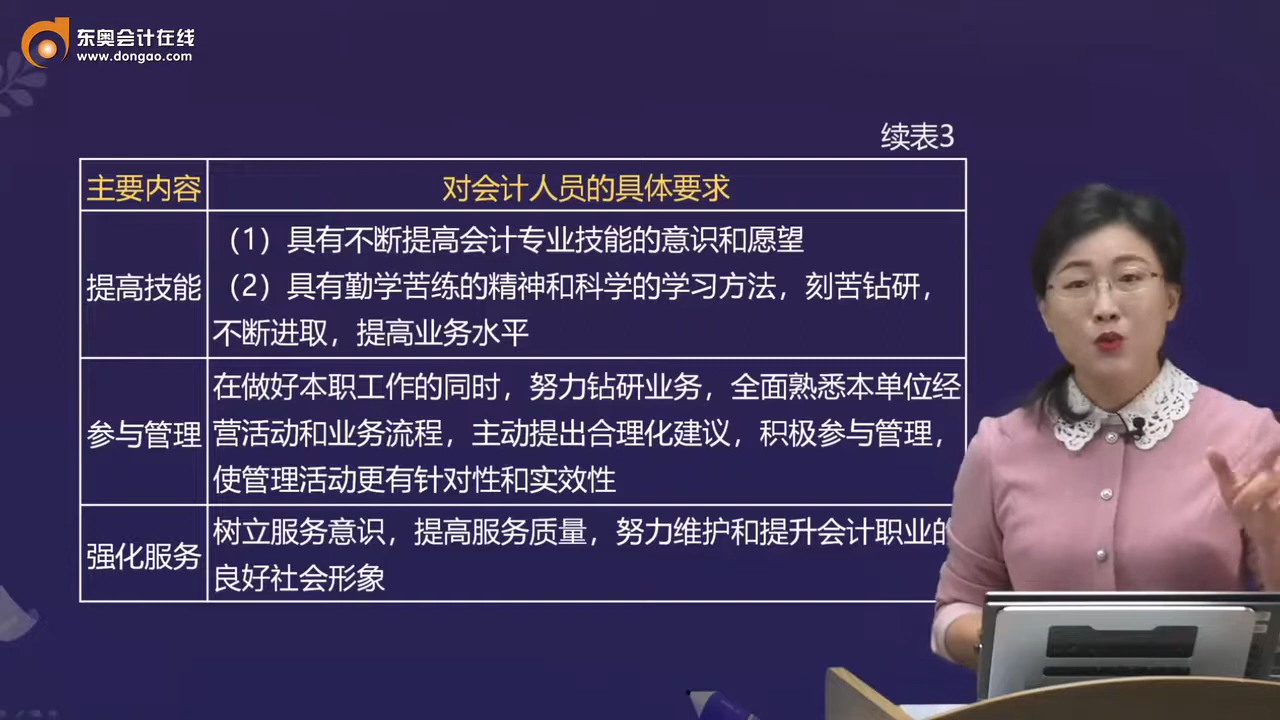 东奥会计在线
www.dongao.com
续表3
主要内容
对会计人员的具体要求
提高技能
（1）具有不断提高会计专业技能的意识和愿望
（2）具有勤学苦练的精神和科学的学习方法，刻苦钻研，
不断进取，提高业务水平
参与管理
在做好本职工作的同时，努力钻研业务，全面熟悉本单位经
营活动和业务流程，主动提出合理化建议，积极参与管理，
使管理活动更有针对性和实效性
强化服务
树立服务意识，提高服务质量，努力维护和提升会计职业的
良好社会形象